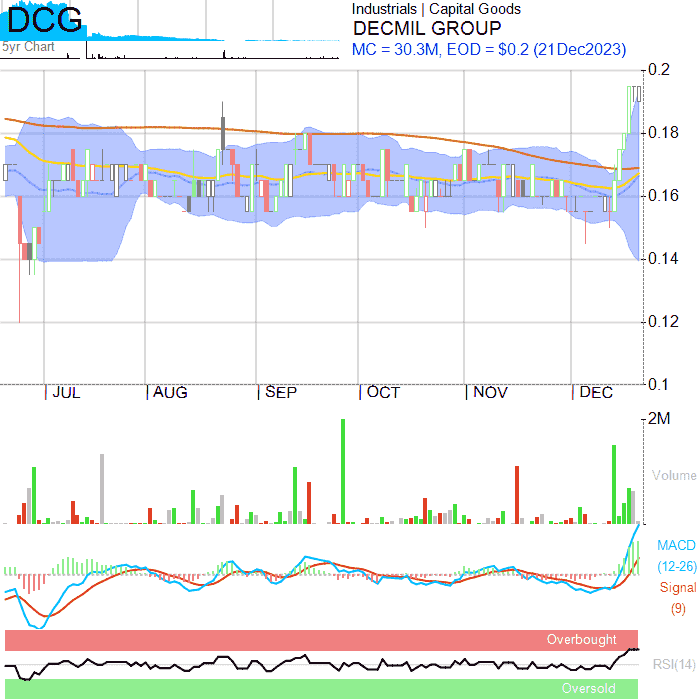 DCG
5yr Chart
Industrials | Capital Goods
DECMIL GROUP
MC = 30.3M, EOD = $0.2 (21Dec2023)
0.2
0.18
0.16
0.14
0.12
0.1
JUL AUG SEP OCT NOV DEC
2M
Volume
MACD
(12-26)
Signal
(9)
Overbought
RSI(14)
Oversold